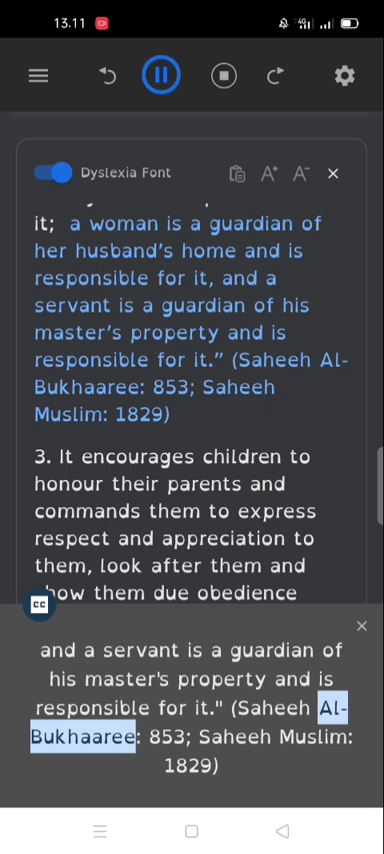 13.11
4G
Dyslexia Font
A+
A-
it; a woman is a guardian of
her husband’s home and is
responsible for it, and a
servant is a guardian of his
master’s property and is
responsible for it.” (Saheeh Al-
Bukhaaree: 853; Saheeh
Muslim: 1829)
3. It encourages children to
honour their parents and
commands them to express
respect and appreciation to
them, look after them and
show them due obedience
CC
and a servant is a guardian of
his master's property and is
responsible for it." (Saheeh Al-
Bukhaaree: 853; Saheeh Muslim:
1829)